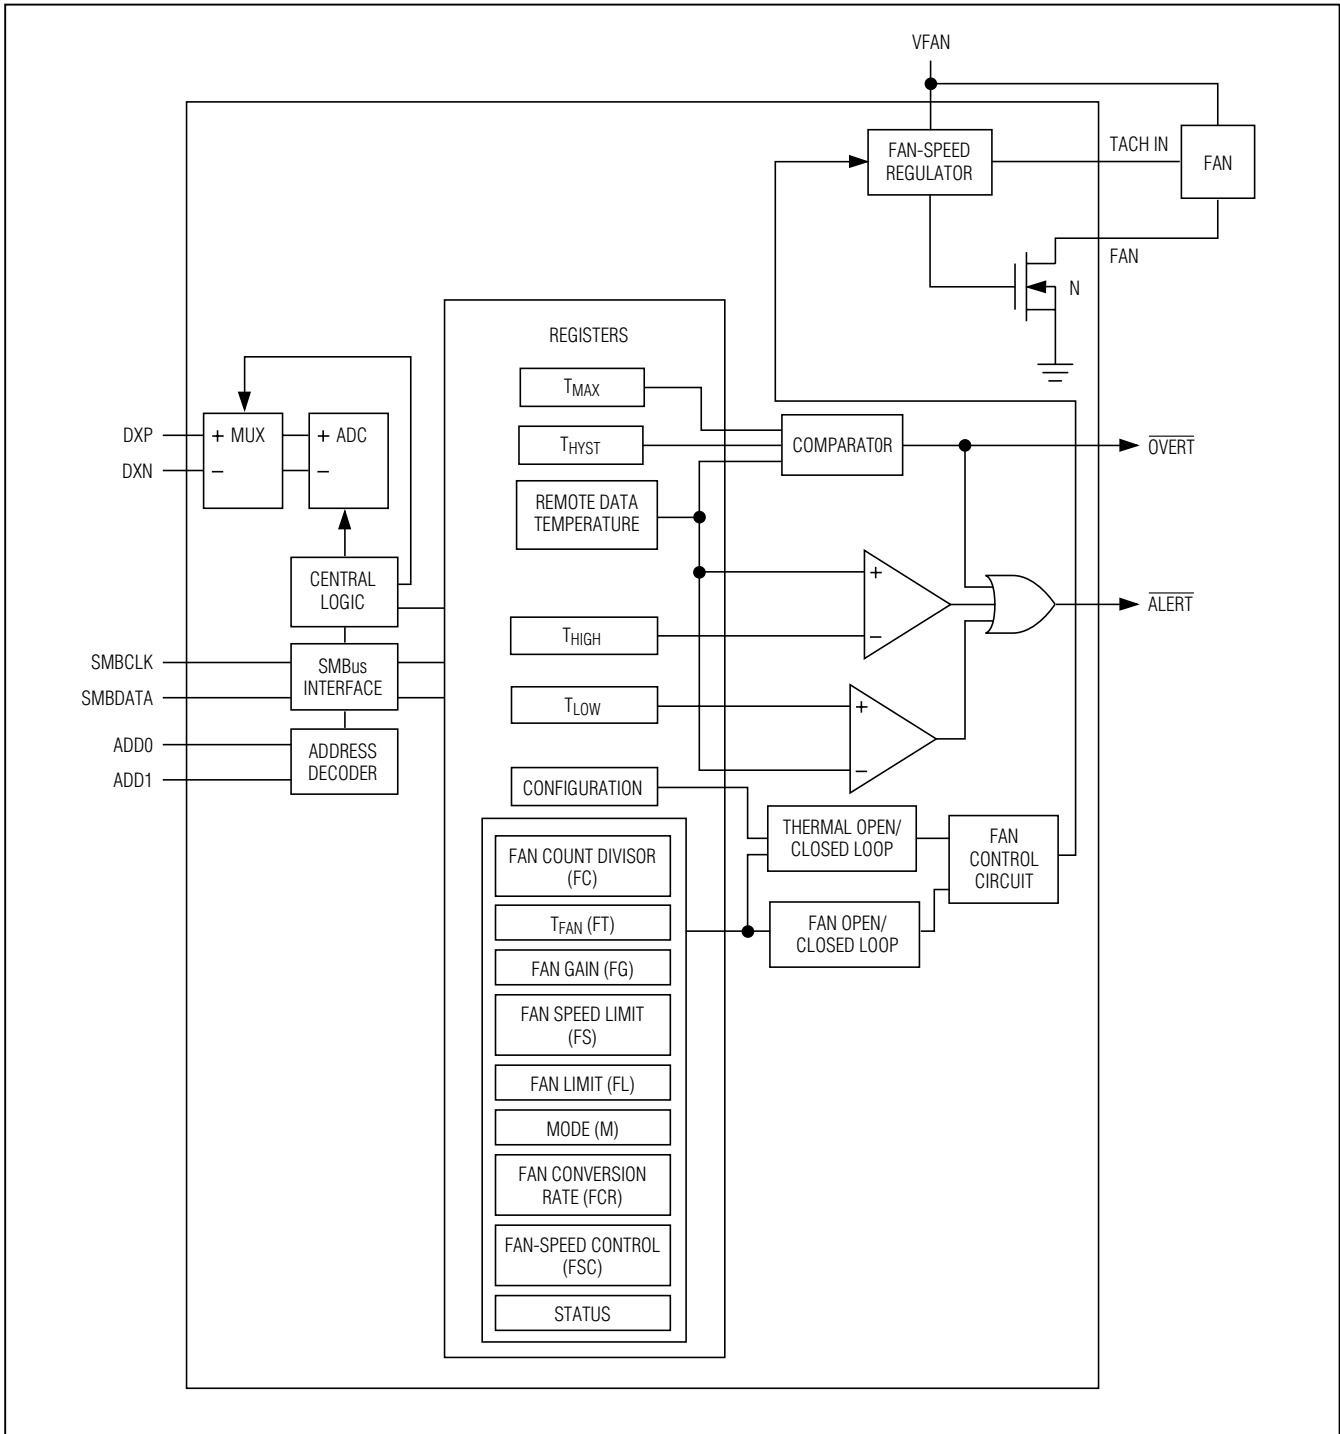 VFAN
FAN-SPEED
REGULATOR
TACH IN
FAN
FAN
N
REGISTERS
TMAX
THYST
REMOTE DATA
TEMPERATURE
THIGH
TLOW
CONFIGURATION
FAN COUNT DIVISOR
(FC)
TFAN (FT)
FAN GAIN (FG)
FAN SPEED LIMIT
(FS)
FAN LIMIT (FL)
MODE (M)
FAN CONVERSION
RATE (FCR)
FAN-SPEED CONTROL
(FSC)
STATUS
DXP
DXN
+ MUX
−
+ ADC
−
CENTRAL
LOGIC
SMBCLK
SMBDATA
SMBus
INTERFACE
ADD0
ADD1
ADDRESS
DECODER
COMPARATOR
OVERT
+
−
ALERT
+
−
THERMAL OPEN/
CLOSED LOOP
FAN OPEN/
CLOSED LOOP
FAN
CONTROL
CIRCUIT